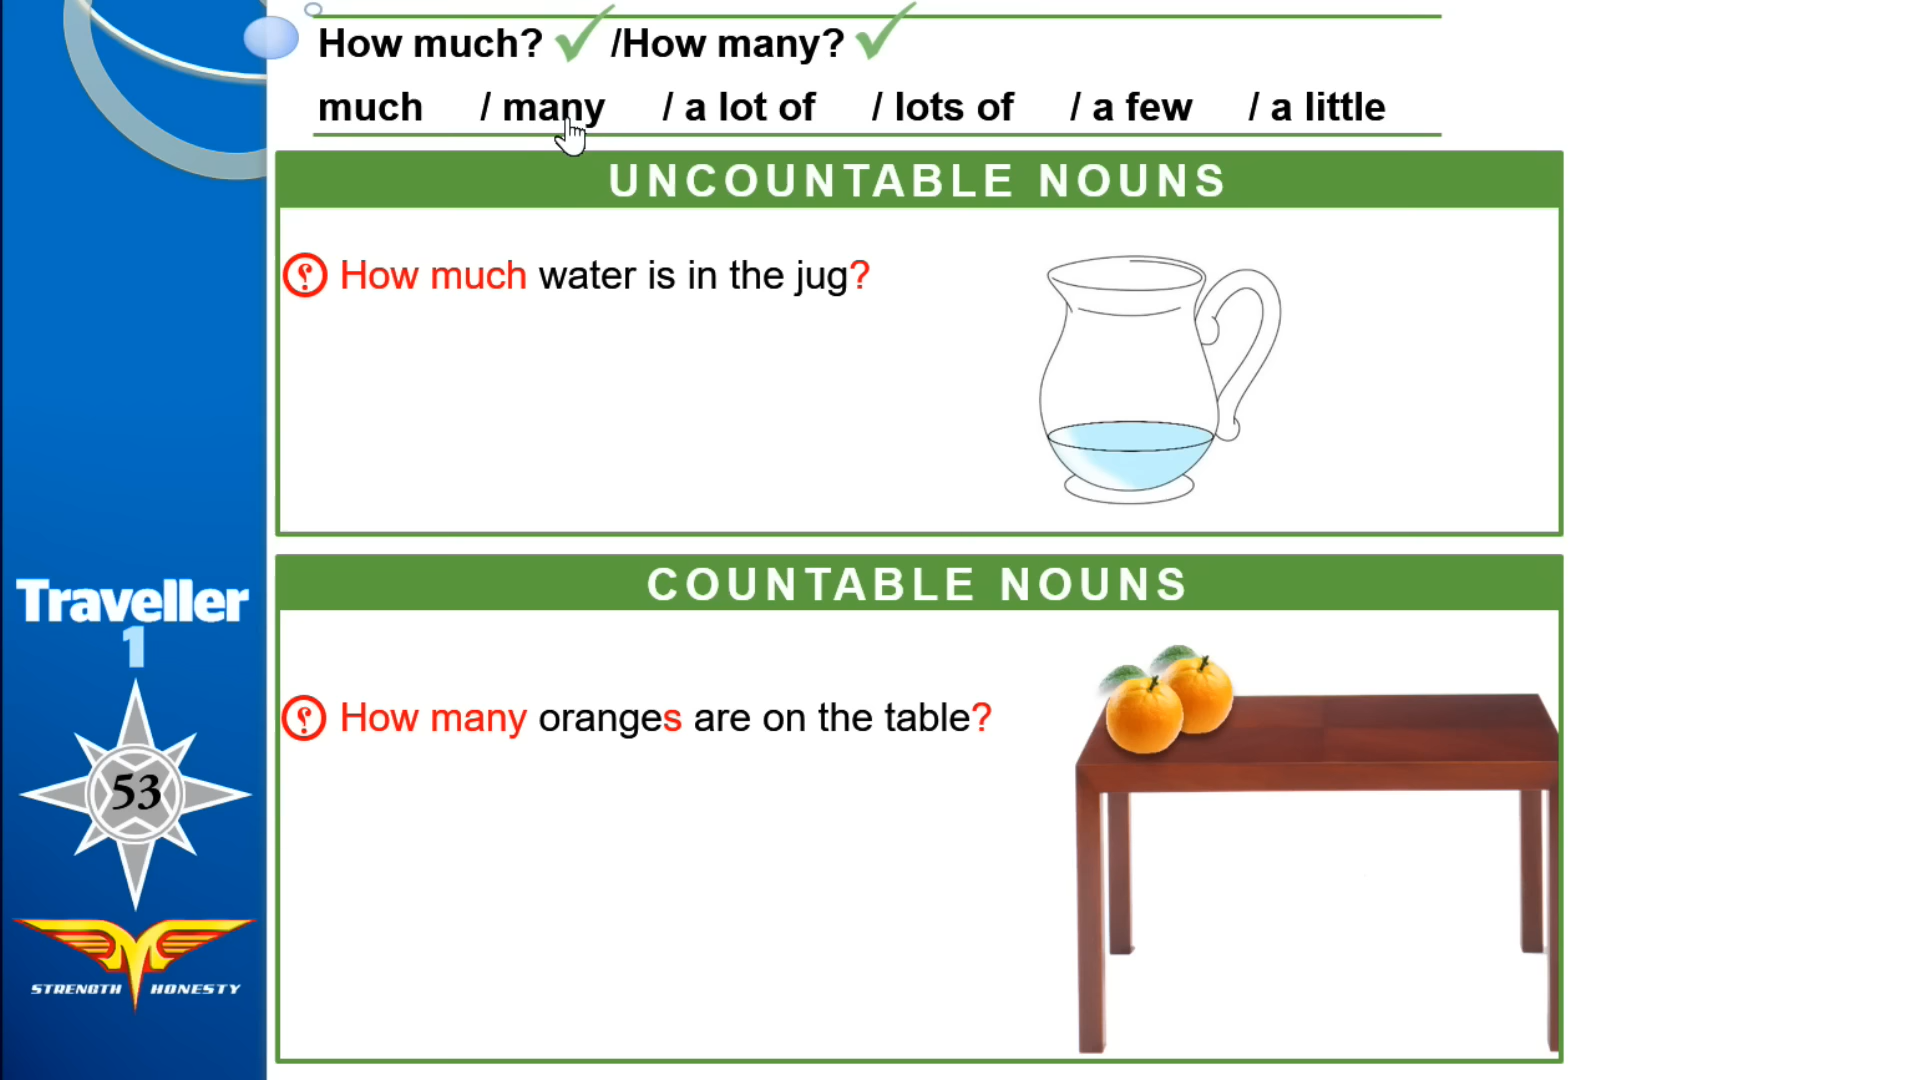 How much? /How many?
much / many / a lot of / lots of / a few / a little
UNCOUNTABLE NOUNS
؟ How much water is in the jug?
COUNTABLE NOUNS
؟ How many oranges are on the table?
Traveller
1
53
STRENGTH HONESTY